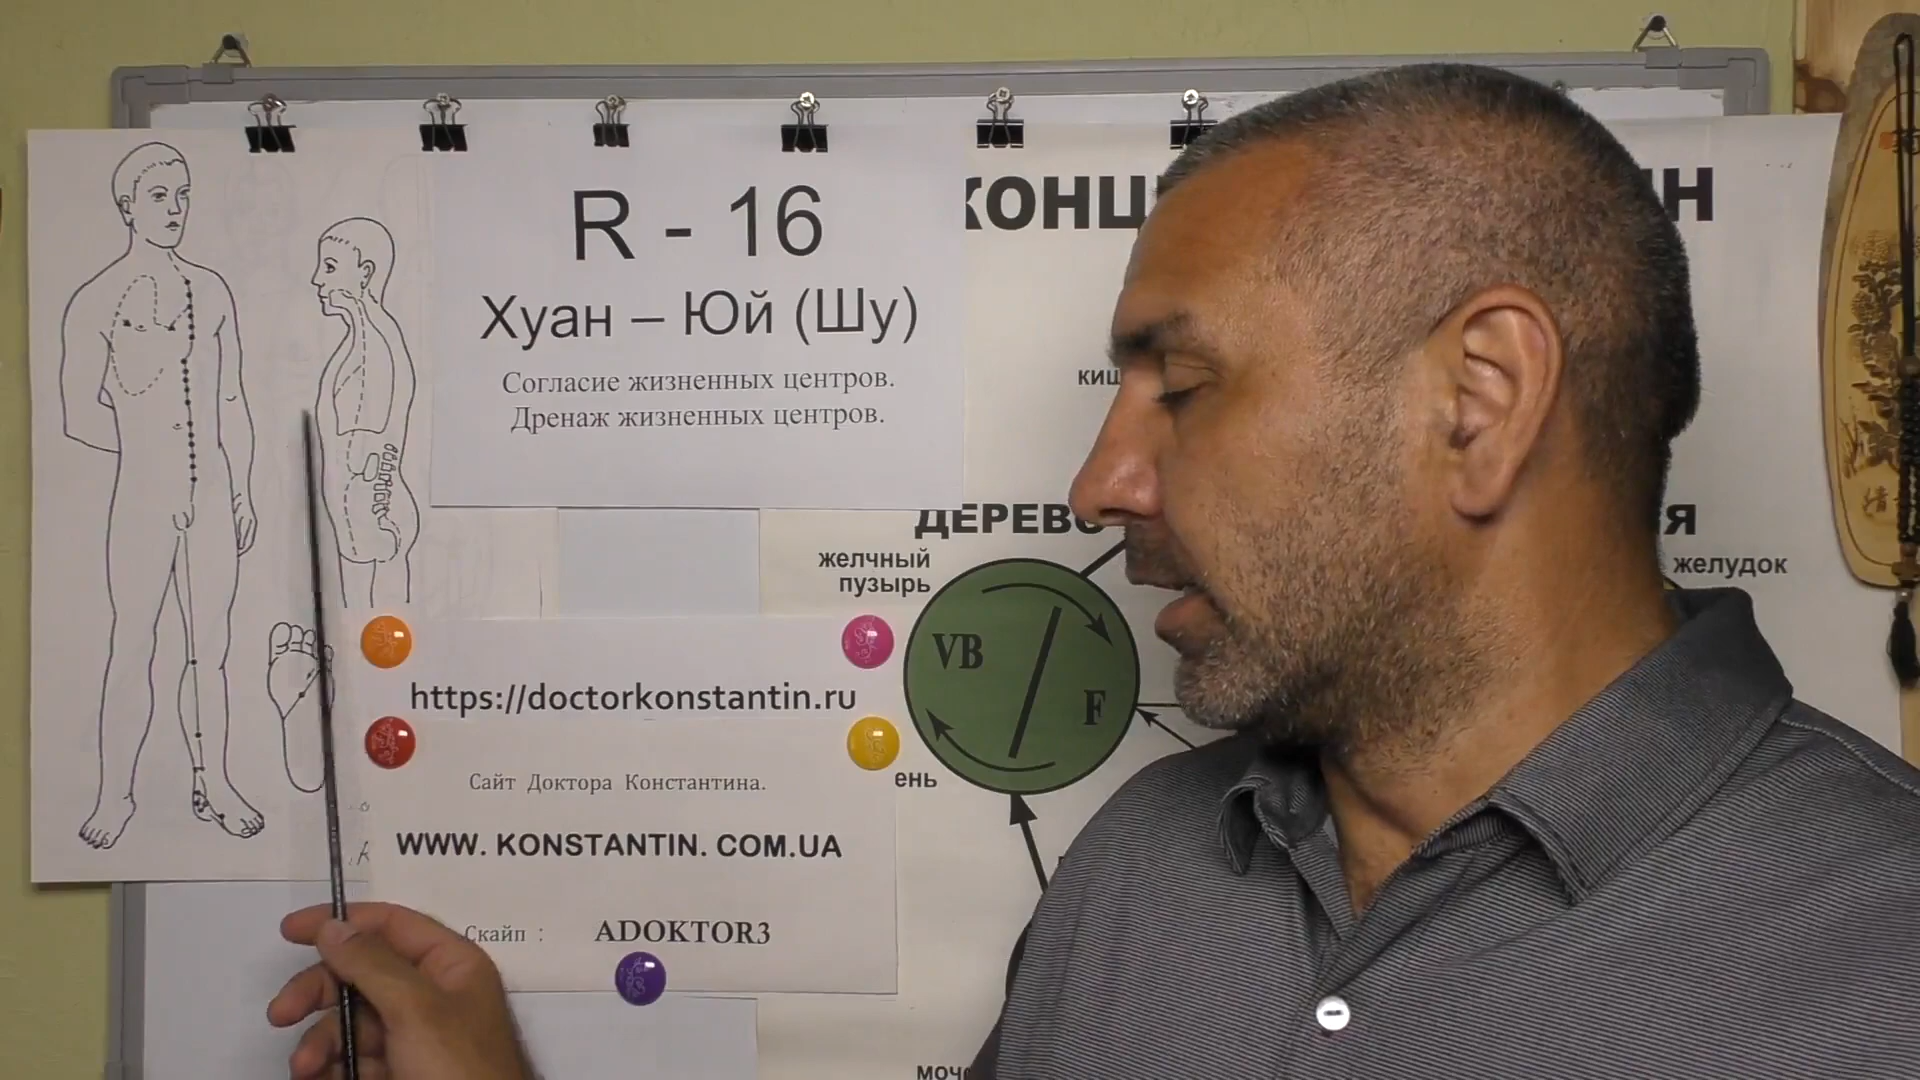 R - 16
Хуан – Юй (Шу)
Согласие жизненных центров.
Дренаж жизненных центров.
желчный
пузырь
желудок
VB
F
https://doctorkonstantin.ru
Сайт Доктора Константина.
WWW. KONSTANTIN. COM.UA
Скайп : ADOKTOR3